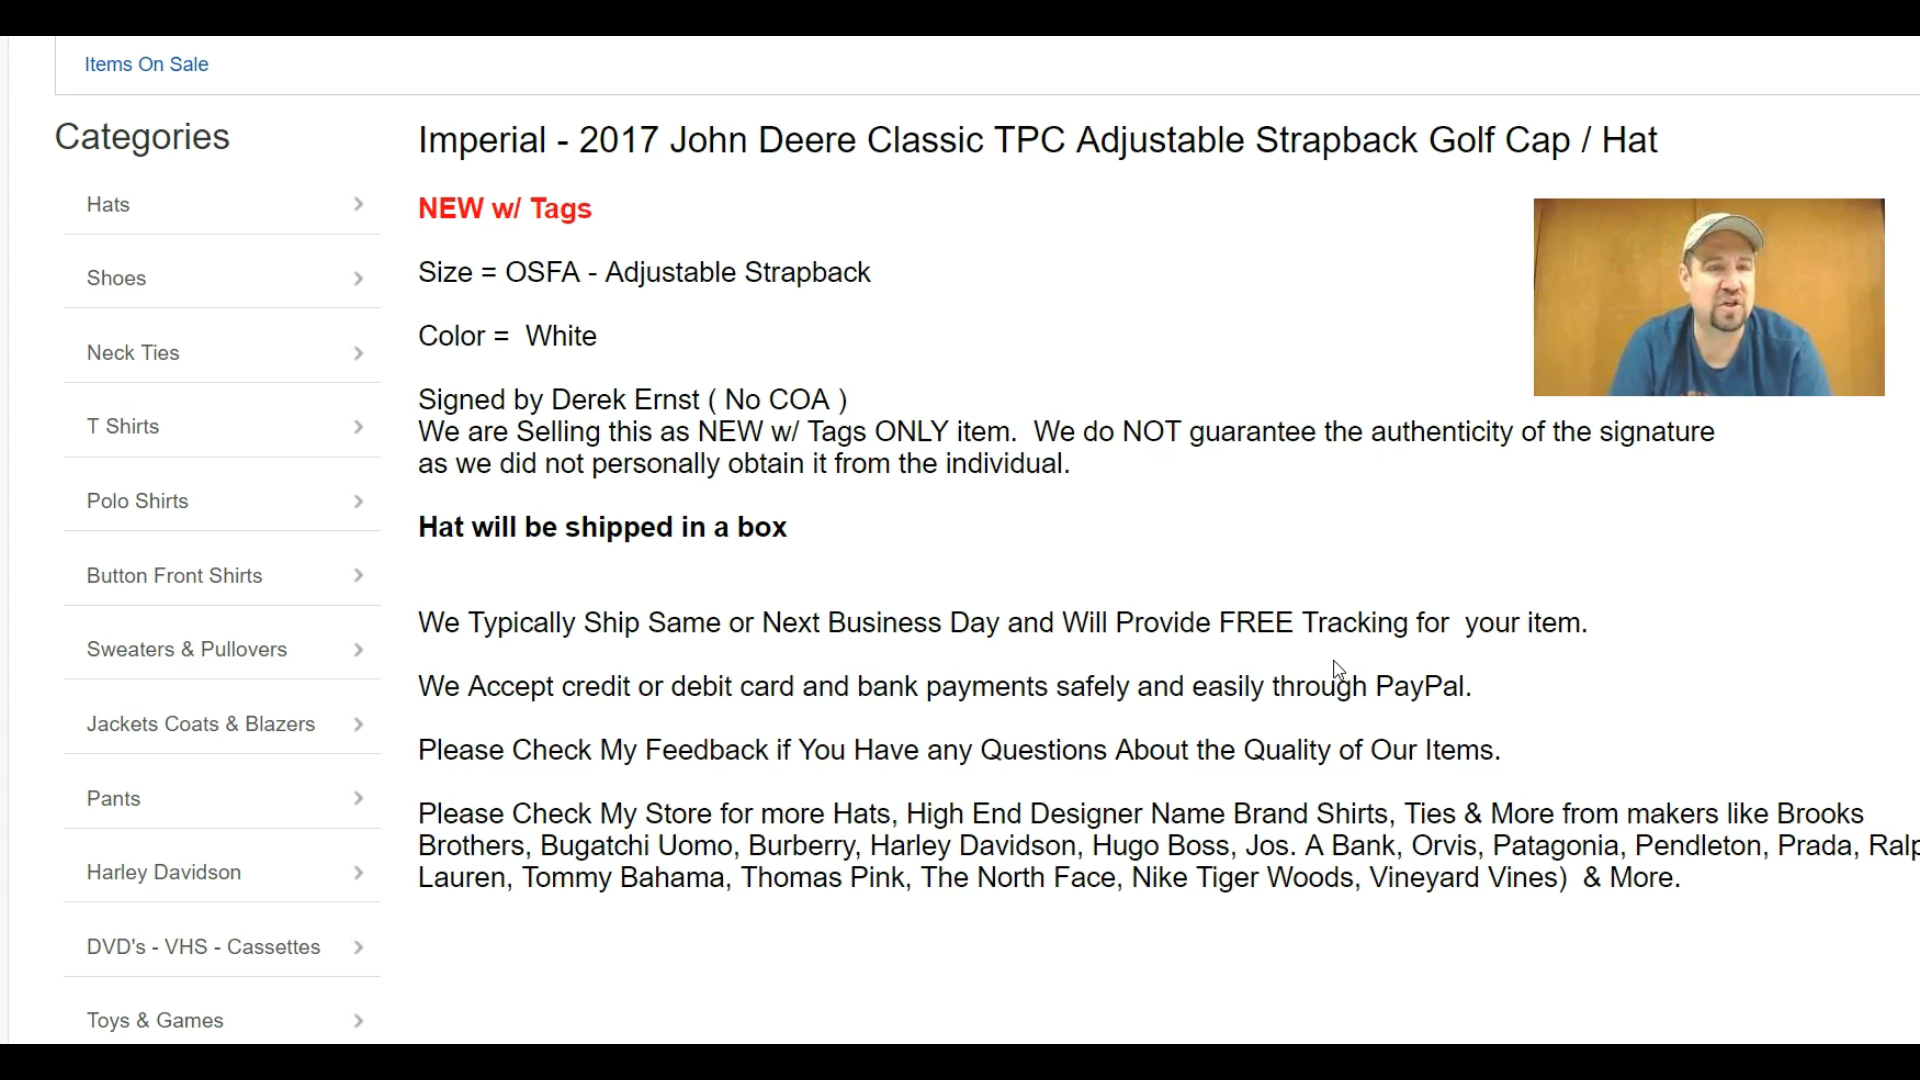 Items On Sale
Categories
Hats
Shoes
Neck Ties
T Shirts
Polo Shirts
Button Front Shirts
Sweaters & Pullovers
Jackets Coats & Blazers
Pants
Harley Davidson
DVD's - VHS - Cassettes
Toys & Games
Imperial - 2017 John Deere Classic TPC Adjustable Strapback Golf Cap / Hat
NEW w/ Tags
Size = OSFA - Adjustable Strapback
Color = White
Signed by Derek Ernst ( No COA )
We are Selling this as NEW w/ Tags ONLY item. We do NOT guarantee the authenticity of the signature
as we did not personally obtain it from the individual.
Hat will be shipped in a box
We Typically Ship Same or Next Business Day and Will Provide FREE Tracking for your item.
We Accept credit or debit card and bank payments safely and easily through PayPal.
Please Check My Feedback if You Have any Questions About the Quality of Our Items.
Please Check My Store for more Hats, High End Designer Name Brand Shirts, Ties & More from makers like Brooks
Brothers, Bugatchi Uomo, Burberry, Harley Davidson, Hugo Boss, Jos. A Bank, Orvis, Patagonia, Pendleton, Prada,
Lauren, Tommy Bahama, Thomas Pink, The North Face, Nike Tiger Woods, Vineyard Vines) & More.